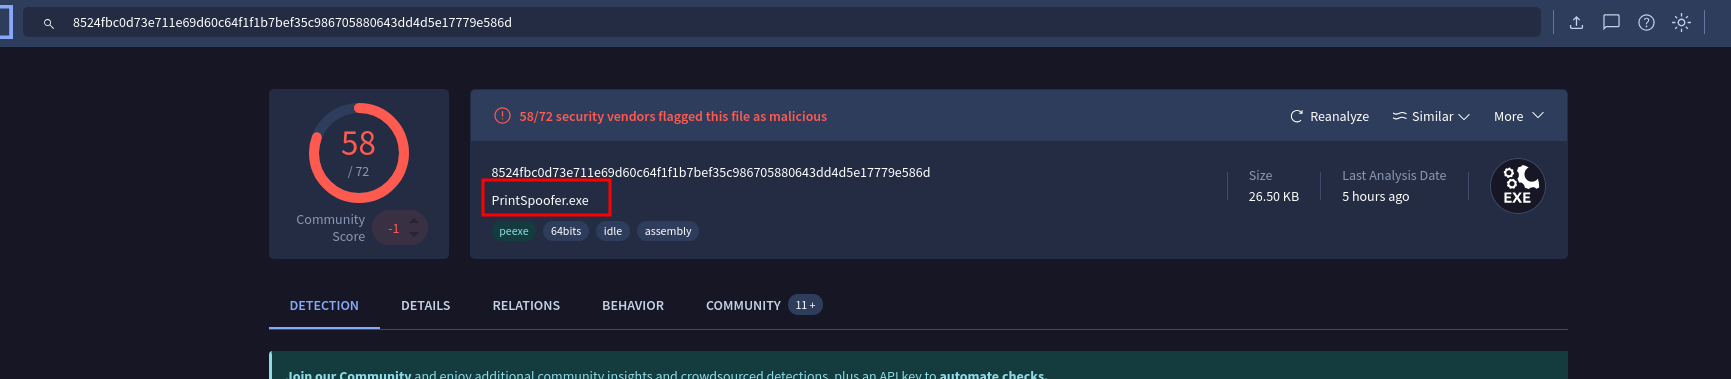 8524fbc0d73e711e69d60c64f1f1b7bef35c986705880643dd4d5e17779e586d
58
/ 72
Community
Score
-1
58/72 security vendors flagged this file as malicious
Reanalyze
Similar
More
8524fbc0d73e711e69d60c64f1f1b7bef35c986705880643dd4d5e17779e586d
PrintSpoofer.exe
peexe
64bits
idle
assembly
Size
26.50 KB
Last Analysis Date
5 hours ago
EXE
DETECTION
DETAILS
RELATIONS
BEHAVIOR
COMMUNITY
11 +
Join our Community and enjoy additional community insights and crowdsourced detections, plus an API key to automate checks.